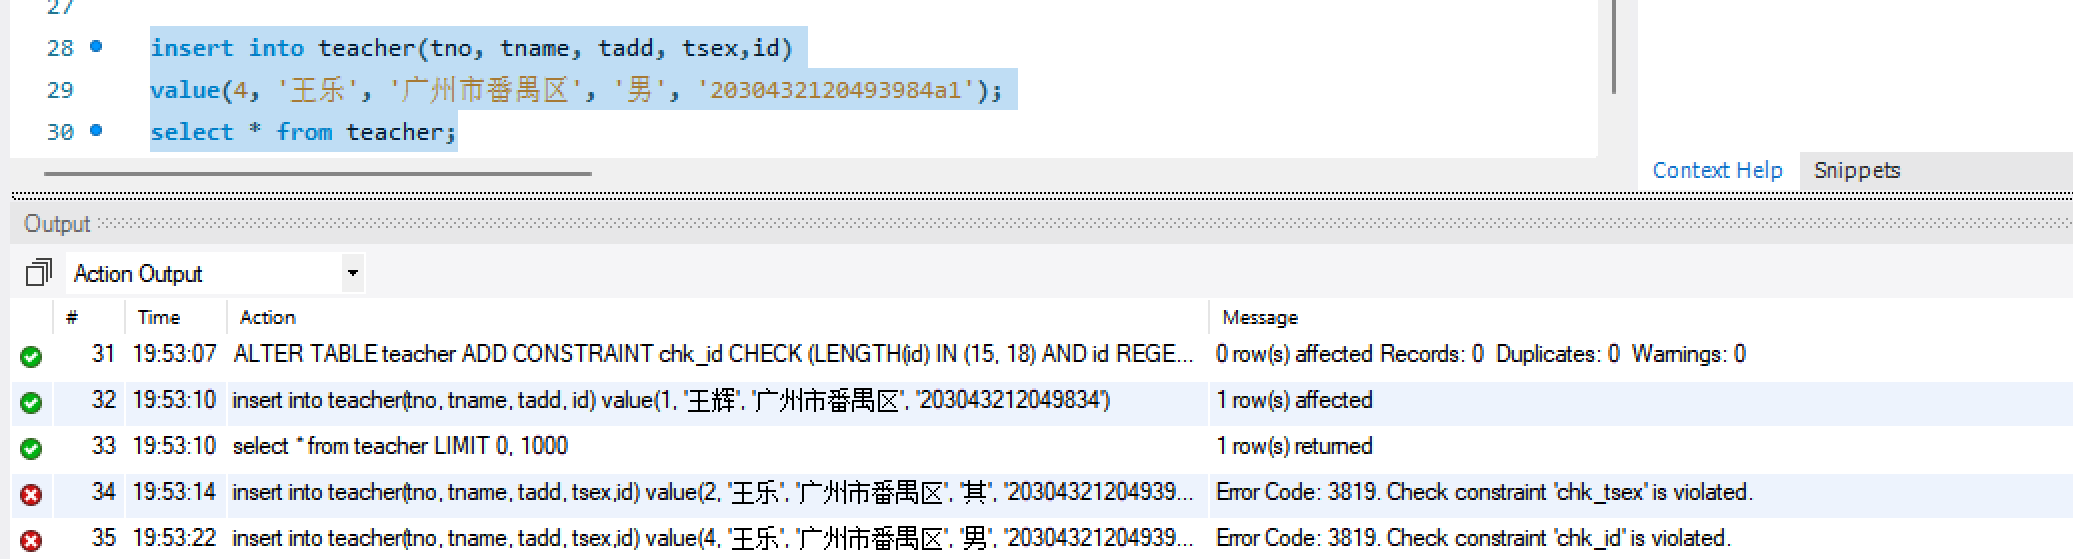 27
28 insert into teacher(tno, tname, tadd, tsex,id)
29 value(4, '王乐', '广州市番禺区', '男', '2030432120493984a1');
30 select * from teacher;
Context Help Snippets
Output
Action Output
# Time Action Message
31 19:53:07 ALTER TABLE teacher ADD CONSTRAINT chk_id CHECK (LENGTH(id) IN (15, 18) AND id REGE... 0 row(s) affected Records: 0 Duplicates: 0 Warnings: 0
32 19:53:10 insert into teacher(tno, tname, tadd, id) value(1, '王辉', '广州市番禺区', '203043212049834') 1 row(s) affected
33 19:53:10 select * from teacher LIMIT 0, 1000 1 row(s) returned
34 19:53:14 insert into teacher(tno, tname, tadd, tsex,id) value(2, '王乐', '广州市番禺区', '其', '20304321204939... Error Code: 3819. Check constraint 'chk_tsex' is violated.
35 19:53:22 insert into teacher(tno, tname, tadd, tsex,id) value(4, '王乐', '广州市番禺区', '男', '20304321204939... Error Code: 3819. Check constraint 'chk_id' is violated.